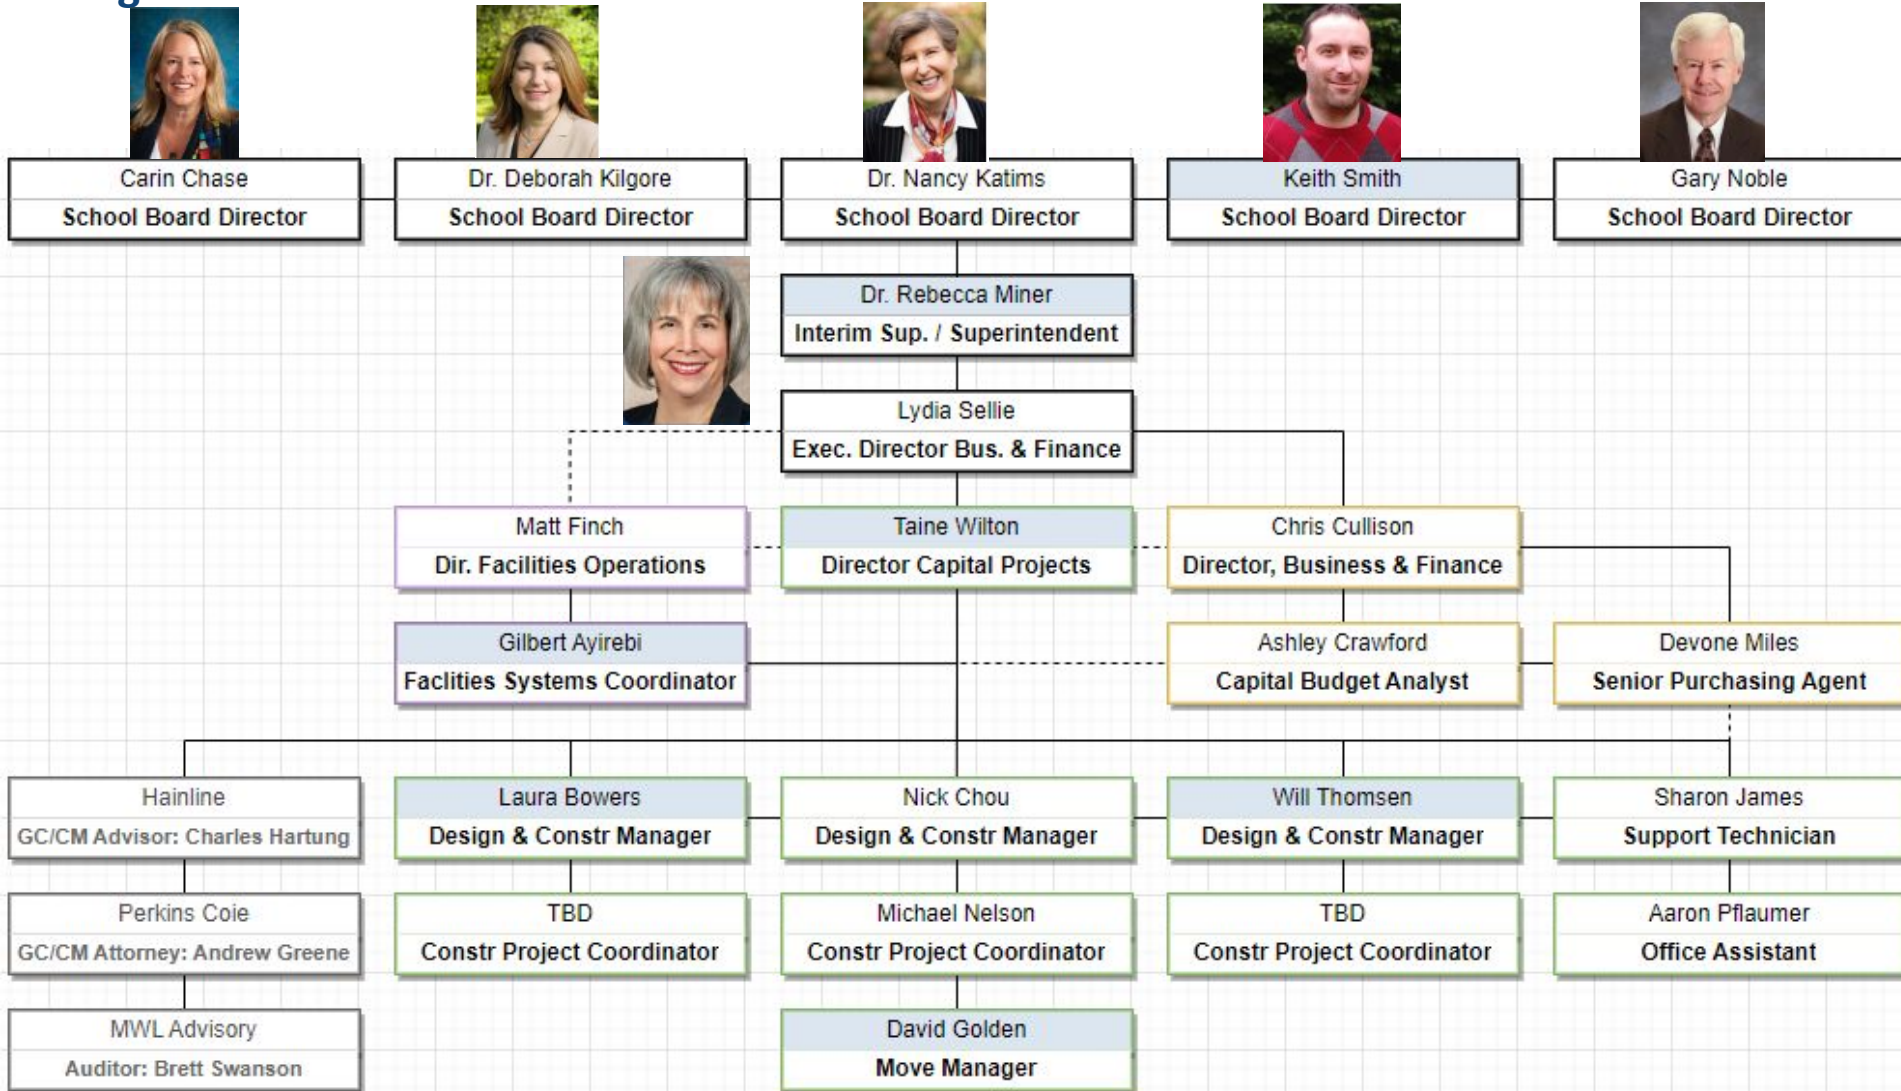 Carin Chase
School Board Director
Dr. Deborah Kilgore
School Board Director
Dr. Nancy Katims
School Board Director
Keith Smith
School Board Director
Gary Noble
School Board Director
Dr. Rebecca Miner
Interim Sup. / Superintendent
Lydia Sellie
Exec. Director Bus. & Finance
Matt Finch
Dir. Facilities Operations
Taine Wilton
Director Capital Projects
Chris Cullison
Director, Business & Finance
Gilbert Ayirebi
Faclities Systems Coordinator
Ashley Crawford
Capital Budget Analyst
Devone Miles
Senior Purchasing Agent
Hainline
GC/CM Advisor: Charles Hartung
Laura Bowers
Design & Constr Manager
Nick Chou
Design & Constr Manager
Will Thomsen
Design & Constr Manager
Sharon James
Support Technician
Perkins Coie
GC/CM Attorney: Andrew Greene
TBD
Constr Project Coordinator
Michael Nelson
Constr Project Coordinator
TBD
Constr Project Coordinator
Aaron Pflaumer
Office Assistant
MWL Advisory
Auditor: Brett Swanson
David Golden
Move Manager